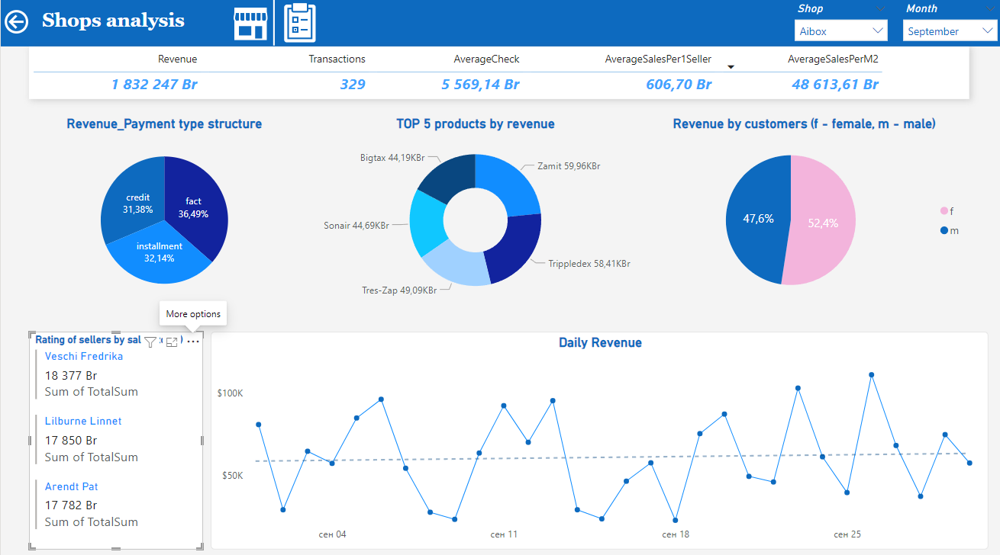 Shops analysis
Shop
Month
Aibox
September
Revenue
Transactions
AverageCheck
AverageSalesPer1Seller
AverageSalesPerM2
1 832 247 Br
329
5 569,14 Br
606,70 Br
48 613,61 Br
Revenue_Payment type structure
credit
31,38%
fact
36,49%
installment
32,14%
TOP 5 products by revenue
Bigtax 44,19KBr
Zamit 59,96KBr
Sonair 44,69KBr
Trippledex 58,41KBr
Tres-Zap 49,09KBr
Revenue by customers (f - female, m - male)
47,6%
52,4%
f
m
More options
Rating of sellers by
Veschi Fredrika
18 377 Br
Sum of TotalSum
Lilburne Linnet
17 850 Br
Sum of TotalSum
Arendt Pat
17 782 Br
Sum of TotalSum
Daily Revenue
$100K
$50K
сен 04
сен 11
сен 18
сен 25